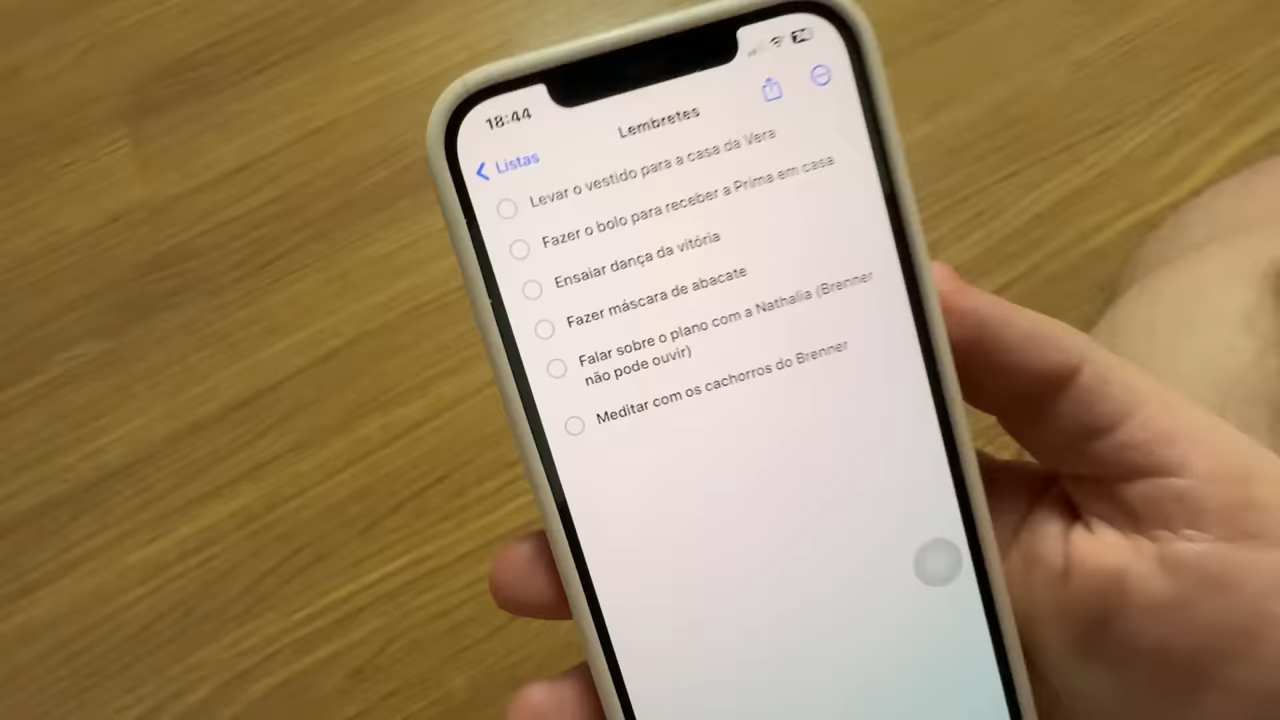 18:44
Listas
Lembretes
Levar o vestido para a casa da Vera
Fazer o bolo para receber a Prima em casa
Ensaiar dança da vitória
Fazer máscara de abacate
Falar sobre o plano com a Nathalia (Brenner
não pode ouvir)
Meditar com os cachorros do Brenner